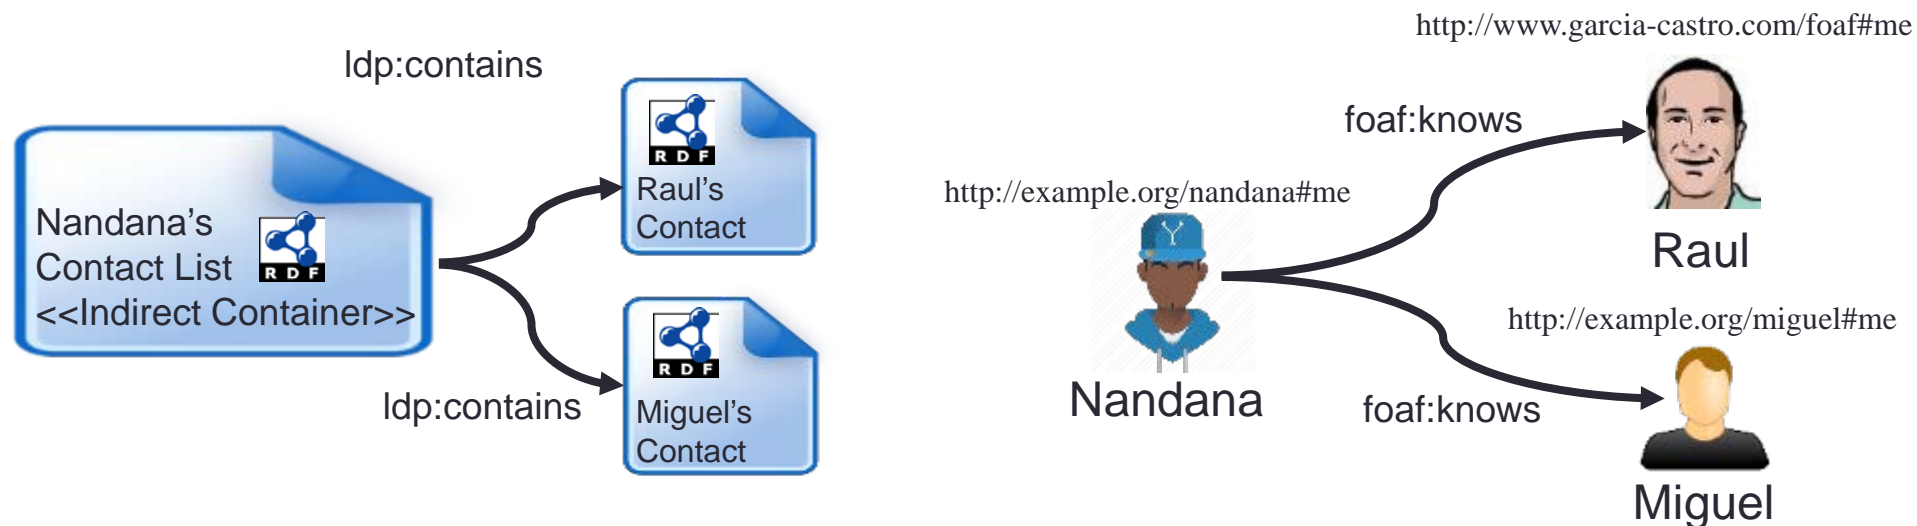 ldp:contains
Nandana’s
Contact List
<<Indirect Container>>
RDF
RDF
Raul’s
Contact
RDF
Miguel’s
Contact
ldp:contains
http://www.garcia-castro.com/foaf#me
foaf:knows
Raul
http://example.org/nandana#me
Y
Nandana
http://example.org/miguel#me
foaf:knows
Miguel